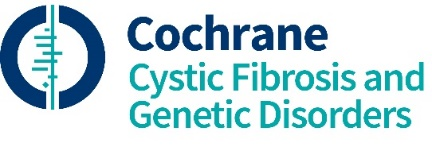 Cochrane
Cystic Fibrosis and
Genetic Disorders